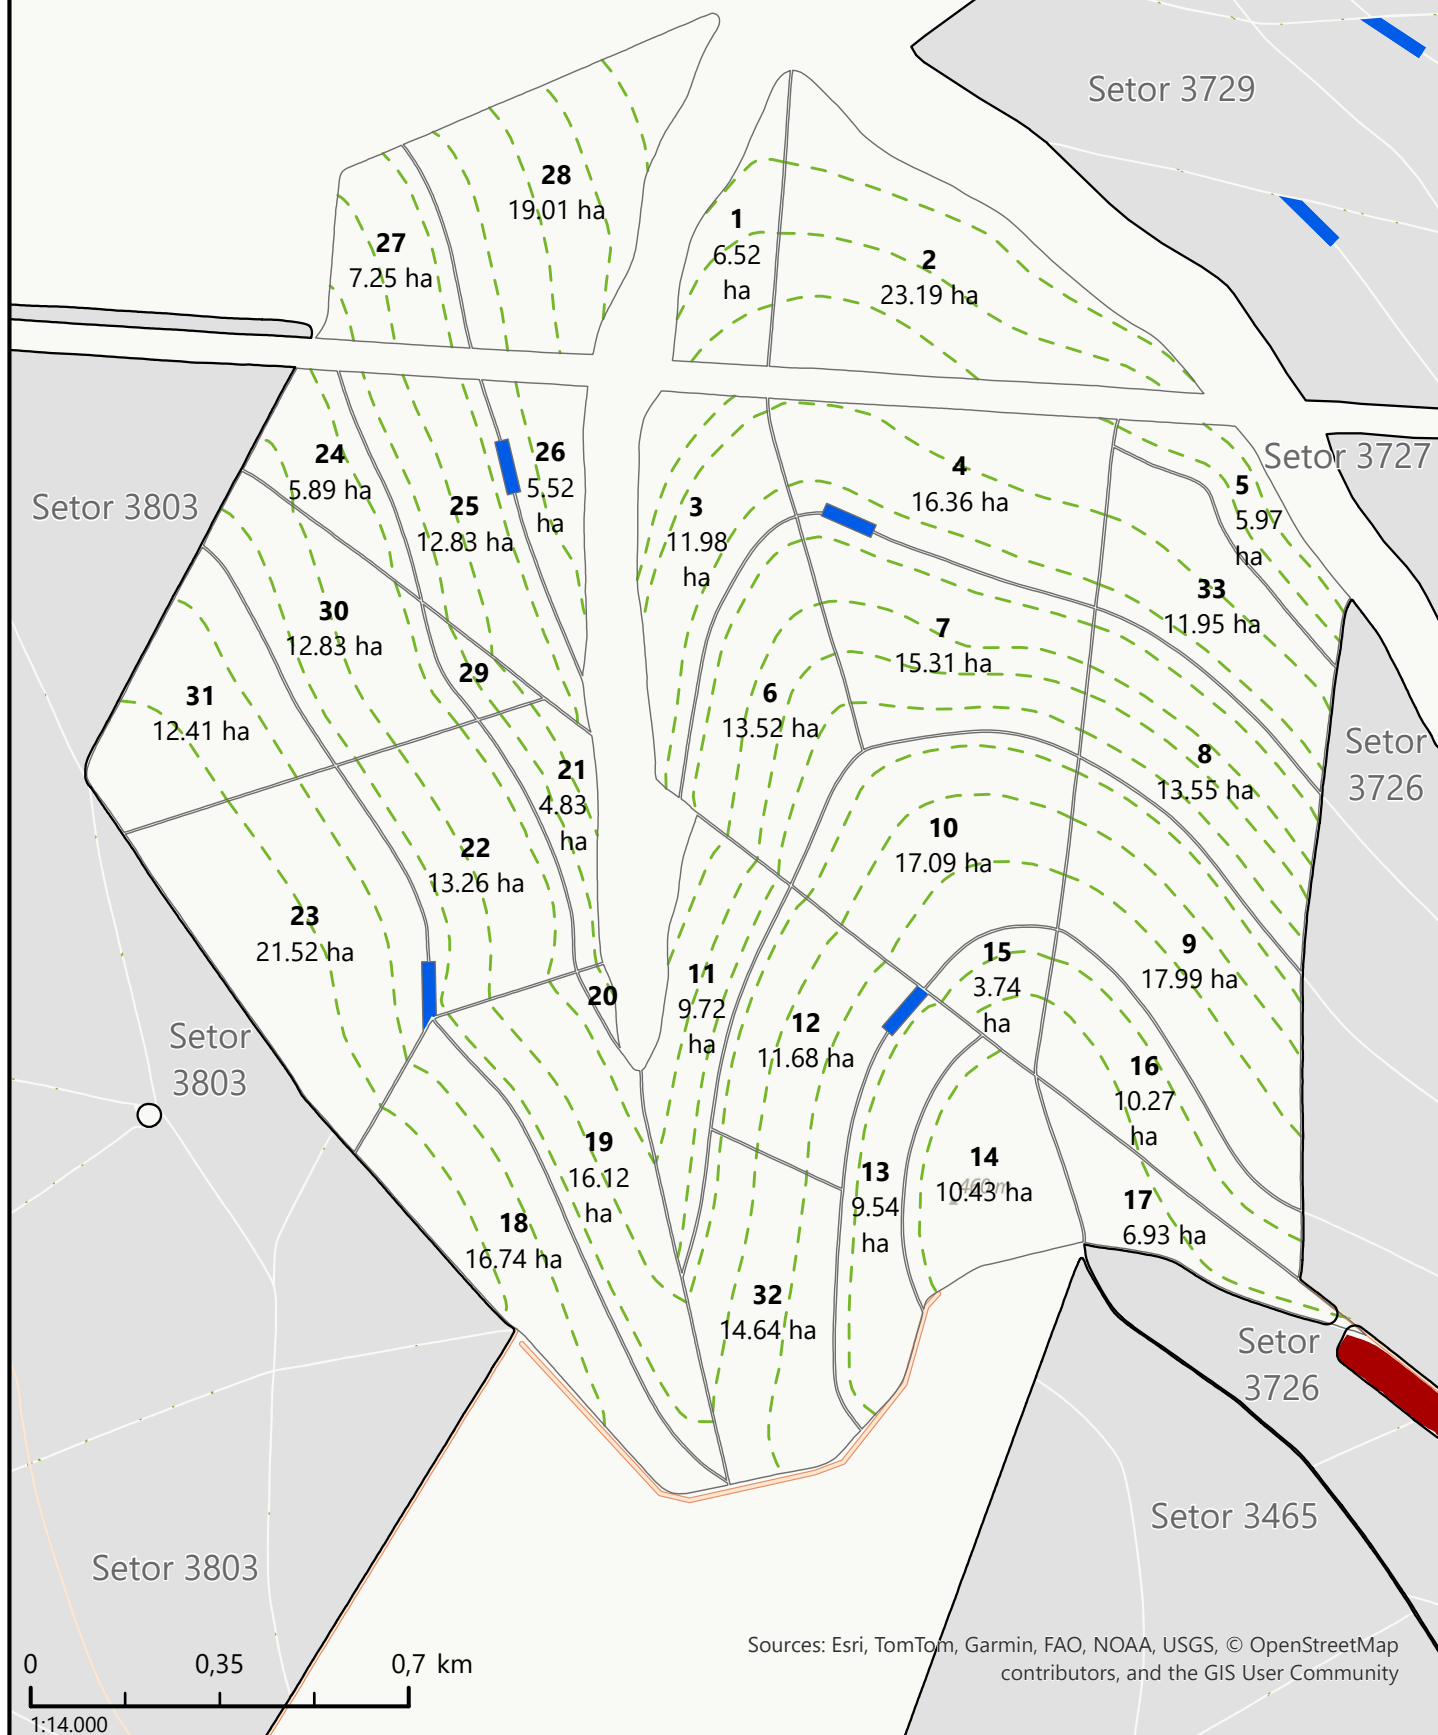 Setor 3729
28
19.01 ha
27
7.25 ha
1
6.52
ha
2
23.19 ha
Setor 3727
24
5.89 ha
26
5.52
ha
25
12.83 ha
3
11.98
ha
4
16.36 ha
5
5.97
ha
Setor 3803
33
11.95 ha
30
12.83 ha
29
7
15.31 ha
31
12.41 ha
6
13.52 ha
Setor
3726
8
13.55 ha
21
4.83
ha
22
13.26 ha
10
17.09 ha
23
21.52 ha
9
17.99 ha
15
3.74
ha
11
9.72
ha
20
12
11.68 ha
Setor
3803
16
10.27
ha
19
16.12
ha
13
9.54
ha
14
10.43 ha
460m
17
6.93 ha
18
16.74 ha
32
14.64 ha
Setor
3726
Setor 3465
Setor 3803
Sources: Esri, TomTom, Garmin, FAO, NOAA, USGS, © OpenStreetMap
contributors, and the GIS User Community
0 0,35 0,7 km
1:14.000